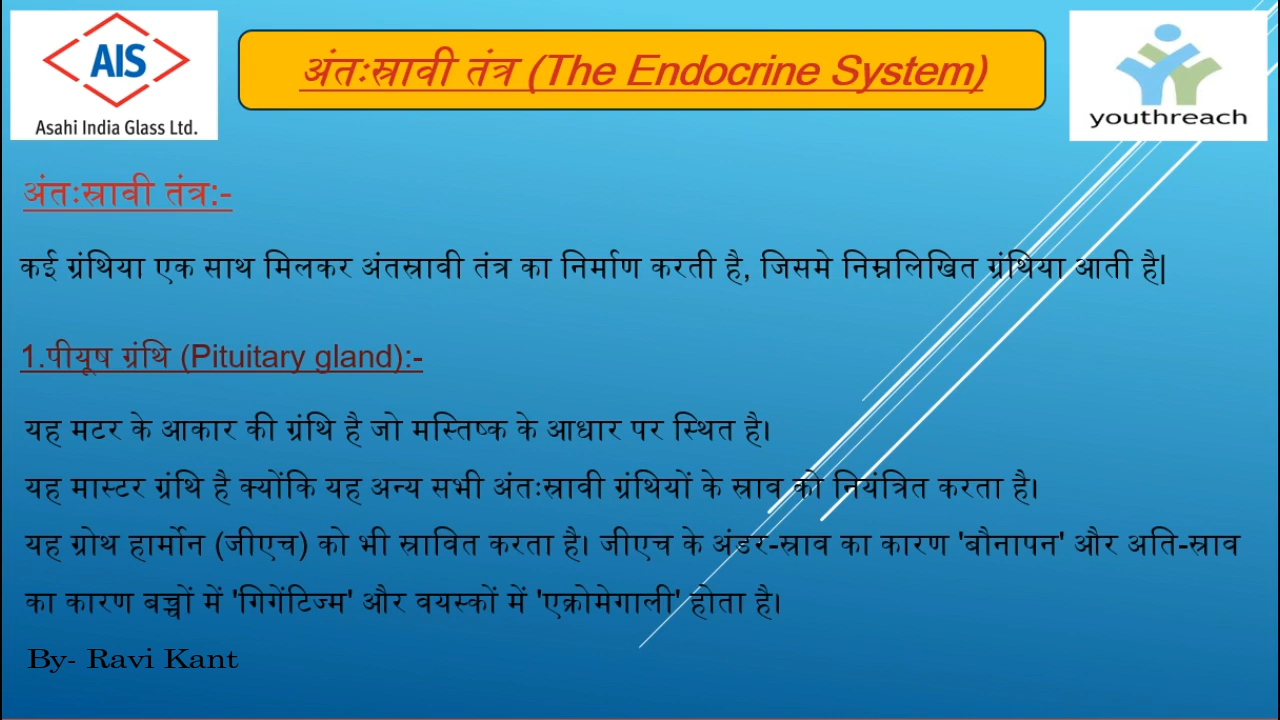 AIS
Asahi India Glass Ltd.
अंतःस्रावी तंत्र (The Endocrine System)
youthreach
अंतःस्रावी तंत्र:-
कई ग्रंथिया एक साथ मिलकर अंतस्रावी तंत्र का निर्माण करती है, जिसमे निम्नलिखित ग्रंथिया आती है|
1.पीयूष ग्रंथि (Pituitary gland):-
यह मटर के आकार की ग्रंथि है जो मस्तिष्क के आधार पर स्थित है।
यह मास्टर ग्रंथि है क्योंकि यह अन्य सभी अंतःस्रावी ग्रंथियों के स्राव को नियंत्रित करता है।
यह ग्रोथ हार्मोन (जीएच) को भी स्रावित करता है। जीएच के अंडर-स्राव का कारण 'बौनापन' और अति-स्राव
का कारण बच्चों में 'गिगेंटिज्म' और वयस्कों में 'एक्रोमेगाली' होता है।
By- Ravi Kant